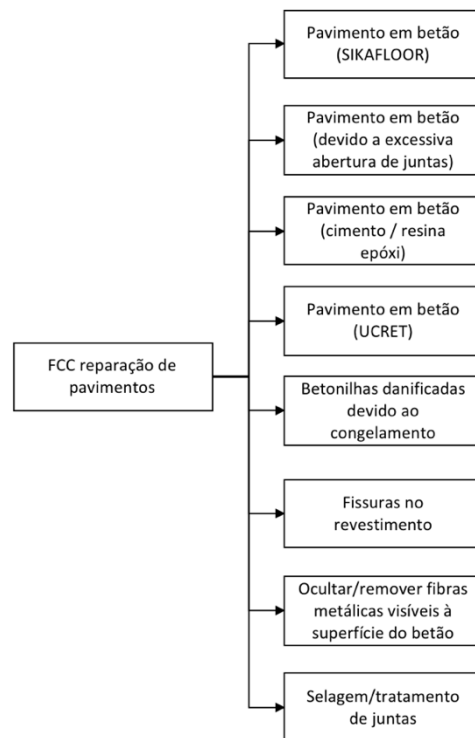 Pavimento em betão
(SIKAFLOOR)
Pavimento em betão
(devido a excessiva
abertura de juntas)
Pavimento em betão
(cimento / resina
epóxi)
Pavimento em betão
(UCRET)
FCC reparação de
pavimentos
Betonilhas danificadas
devido ao
congelamento
Fissuras no
revestimento
Ocultar/remover fibras
metálicas visíveis à
superfície do betão
Selagem/tratamento
de juntas